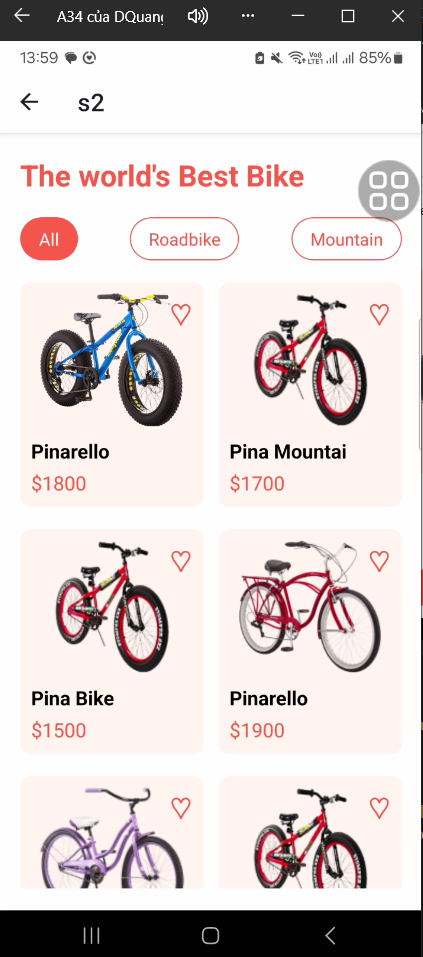 A34 của DQuang
13:59
Vo)) LTE1 85%
s2
The world's Best Bike
All Roadbike Mountain
Pinarello Pina Mountai
$1800 $1700
Pina Bike Pinarello
$1500 $1900